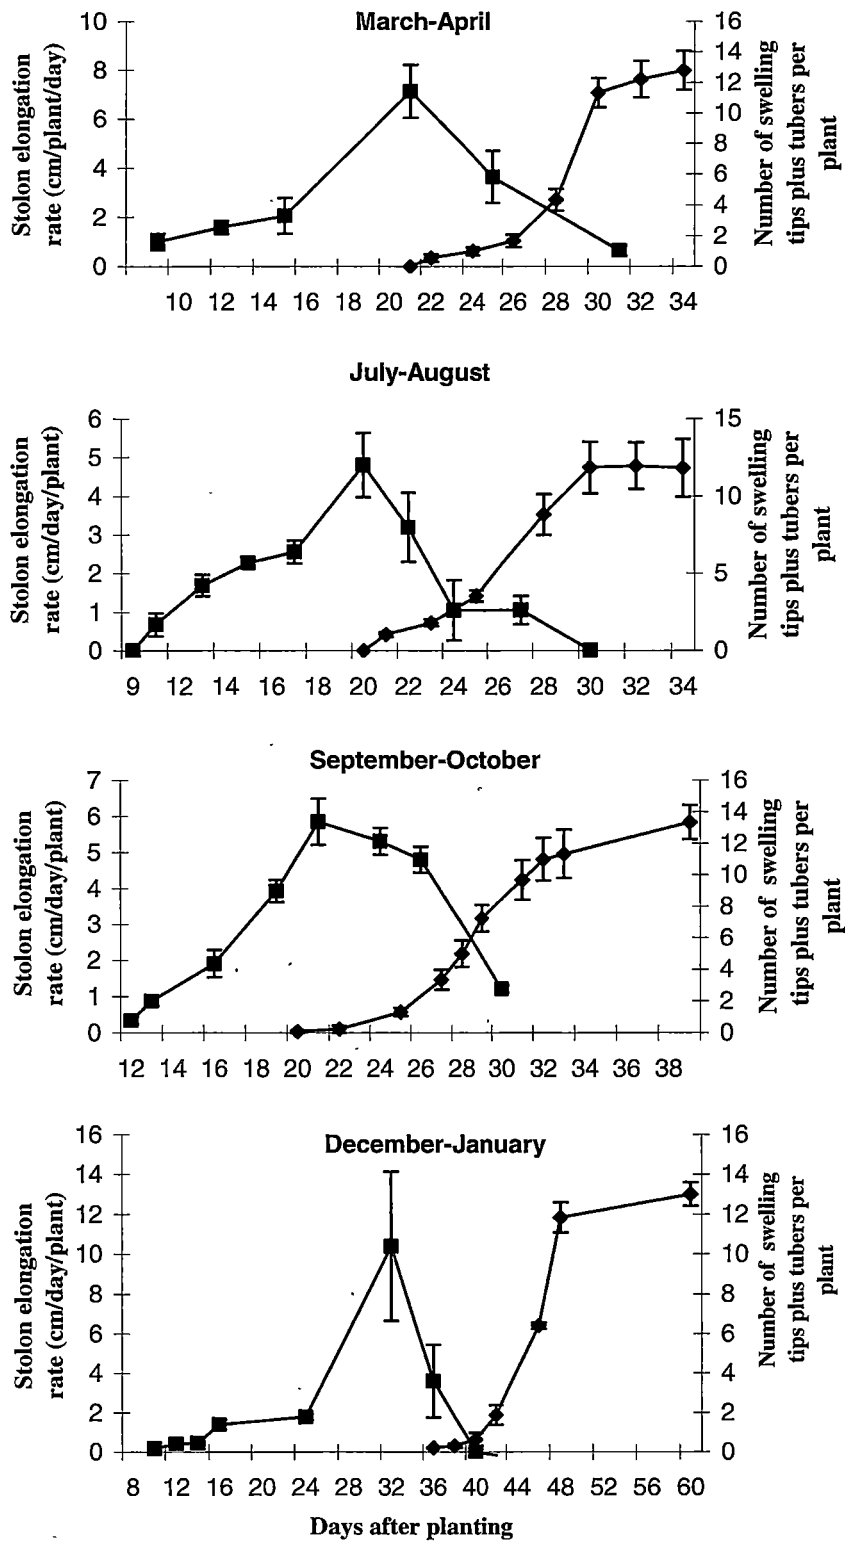 March-April
Stolon elongation
rate (cm/plant/day)
10
8
6
4
2
0
16
14
12
10
8
6
4
2
0
Number of swelling
tips plus tubers per
plant
10 12 14 16 18 20 22 24 26 28 30 32 34
July-August
Stolon elongation
rate (cm/day/plant)
6
5
4
3
2
1
0
15
10
5
0
Number of swelling
tips plus tubers per
plant
9 12 14 16 18 20 22 24 26 28 30 32 34
September-October
Stolon elongation
rate (cm/day/plant)
7
6
5
4
3
2
1
0
16
14
12
10
8
6
4
2
0
Number of swelling
tips plus tubers per
plant
12 14 16 18 20 22 24 26 28 30 32 34 36 38
December-January
Stolon elongation
rate (cm/day/plant)
16
14
12
10
8
6
4
2
0
16
14
12
10
8
6
4
2
0
Number of swelling
tips plus tubers per
plant
8 12 16 20 24 28 32 36 40 44 48 52 56 60
Days after planting